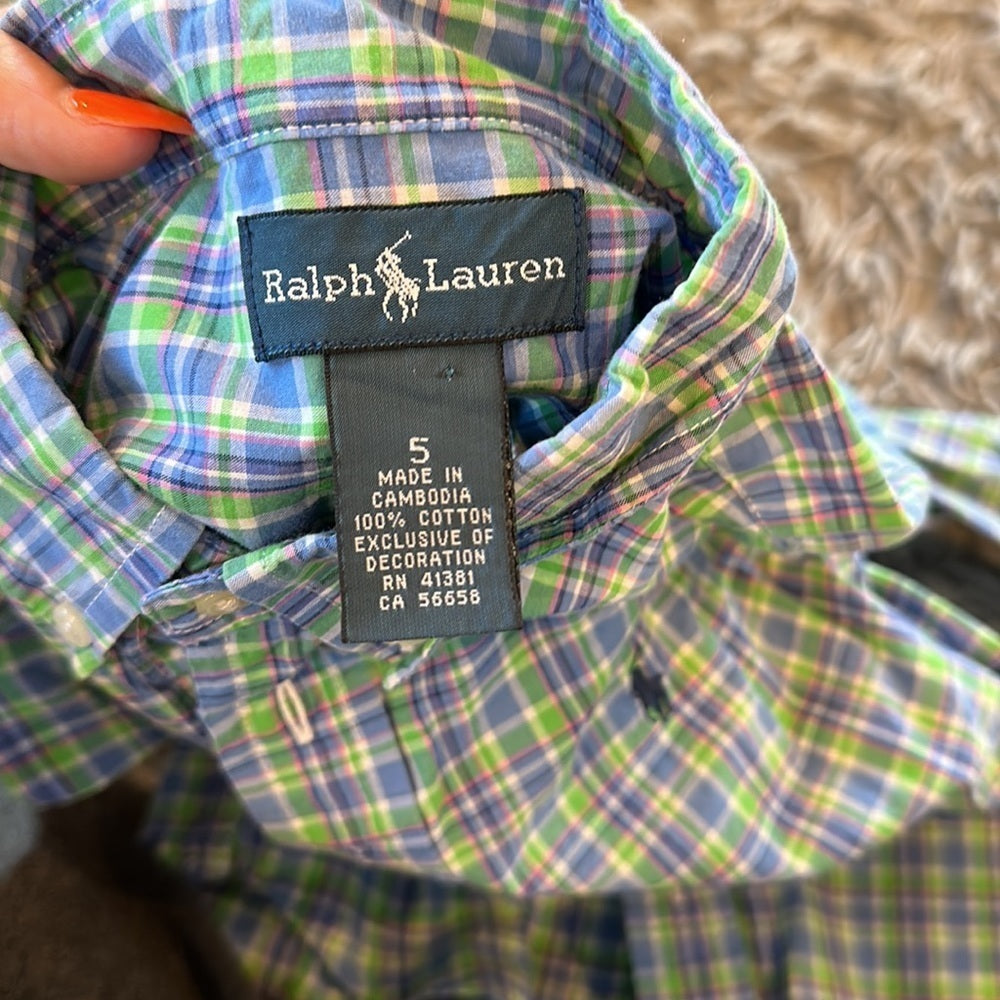 Ralph Lauren
5
MADE IN
CAMBODIA
100% COTTON
EXCLUSIVE OF
DECORATION
RN 41381
CA 56658